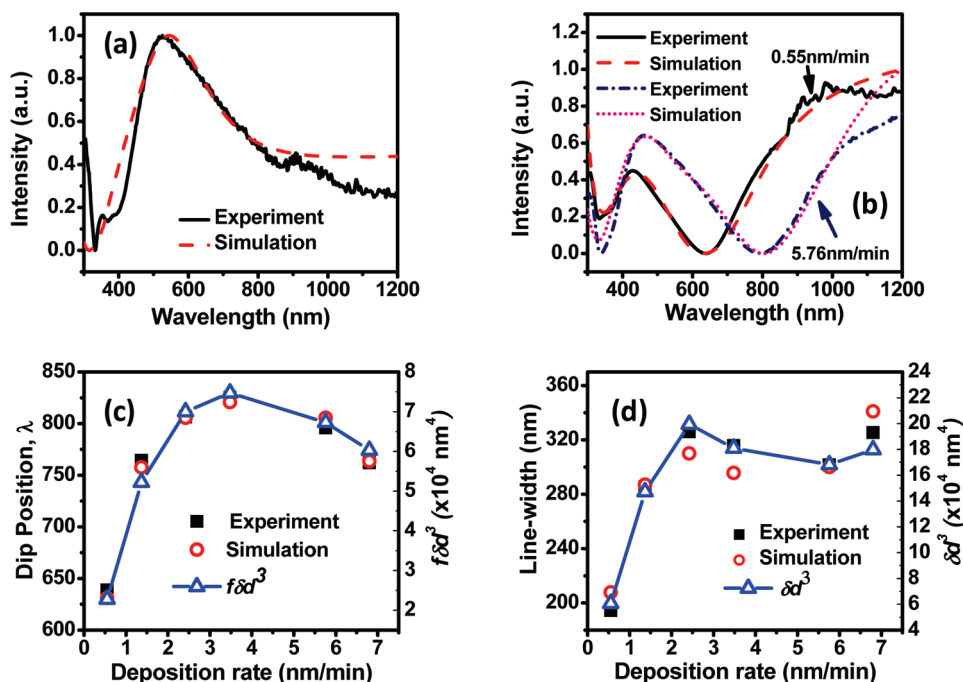 (a)
Intensity (a.u.)
1.0
0.8
0.6
0.4
0.2
0.0
Experiment
Simulation
400 600 800 1000 1200
Wavelength (nm)
(b)
Intensity (a.u.)
1.2
1.0
0.8
0.6
0.4
0.2
0.0
Experiment
Simulation
Experiment
Simulation
0.55nm/min
5.76nm/min
400 600 800 1000 1200
Wavelength (nm)
(c)
Dip Position, λ
850
800
750
700
650
600
Experiment
Simulation
fδd³
8
7
6
5
4
3
2
fδd³ (x10⁴ nm⁴)
0 1 2 3 4 5 6 7
Deposition rate (nm/min)
(d)
Line-width (nm)
360
320
280
240
200
Experiment
Simulation
δd³
24
22
20
18
16
14
12
10
8
6
4
δd³ (x10⁴ nm⁴)
0 1 2 3 4 5 6 7
Deposition rate (nm/min)